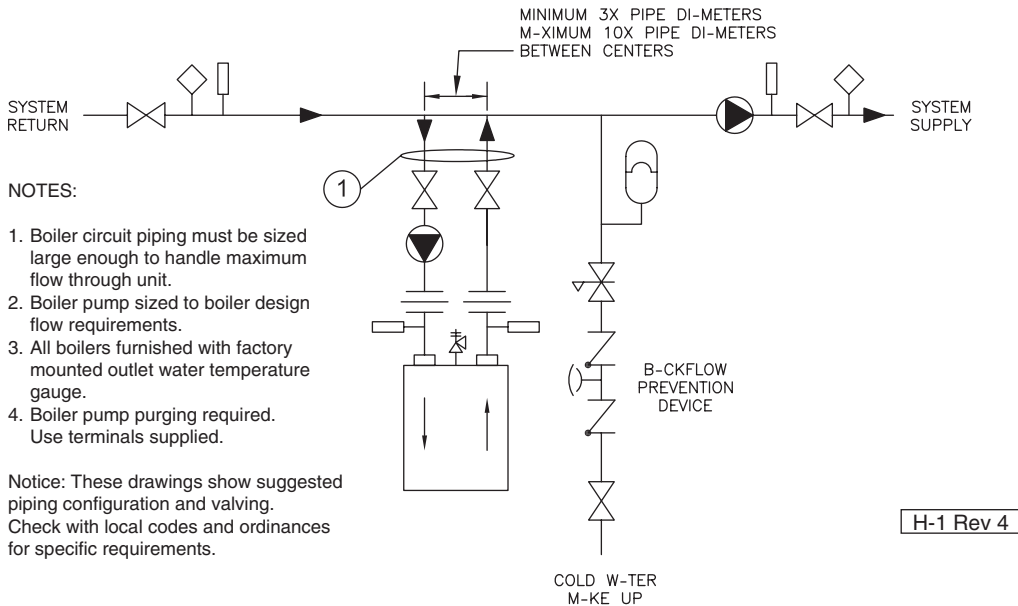 MINIMUM 3X PIPE DI-METERS
M-XIMUM 10X PIPE DI-METERS
BETWEEN CENTERS
SYSTEM
RETURN
SYSTEM
SUPPLY
1
NOTES:
1. Boiler circuit piping must be sized
large enough to handle maximum
flow through unit.
2. Boiler pump sized to boiler design
flow requirements.
3. All boilers furnished with factory
mounted outlet water temperature
gauge.
4. Boiler pump purging required.
Use terminals supplied.
Notice: These drawings show suggested
piping configuration and valving.
Check with local codes and ordinances
for specific requirements.
B-CKFLOW
PREVENTION
DEVICE
H-1 Rev 4
COLD W-TER
M-KE UP